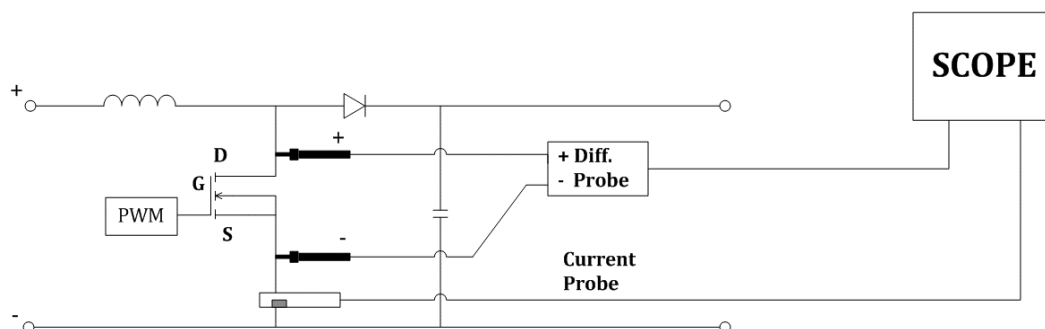 SCOPE
+
+
D
+ Diff.
- Probe
G
PWM
S
-
Current
Probe
-